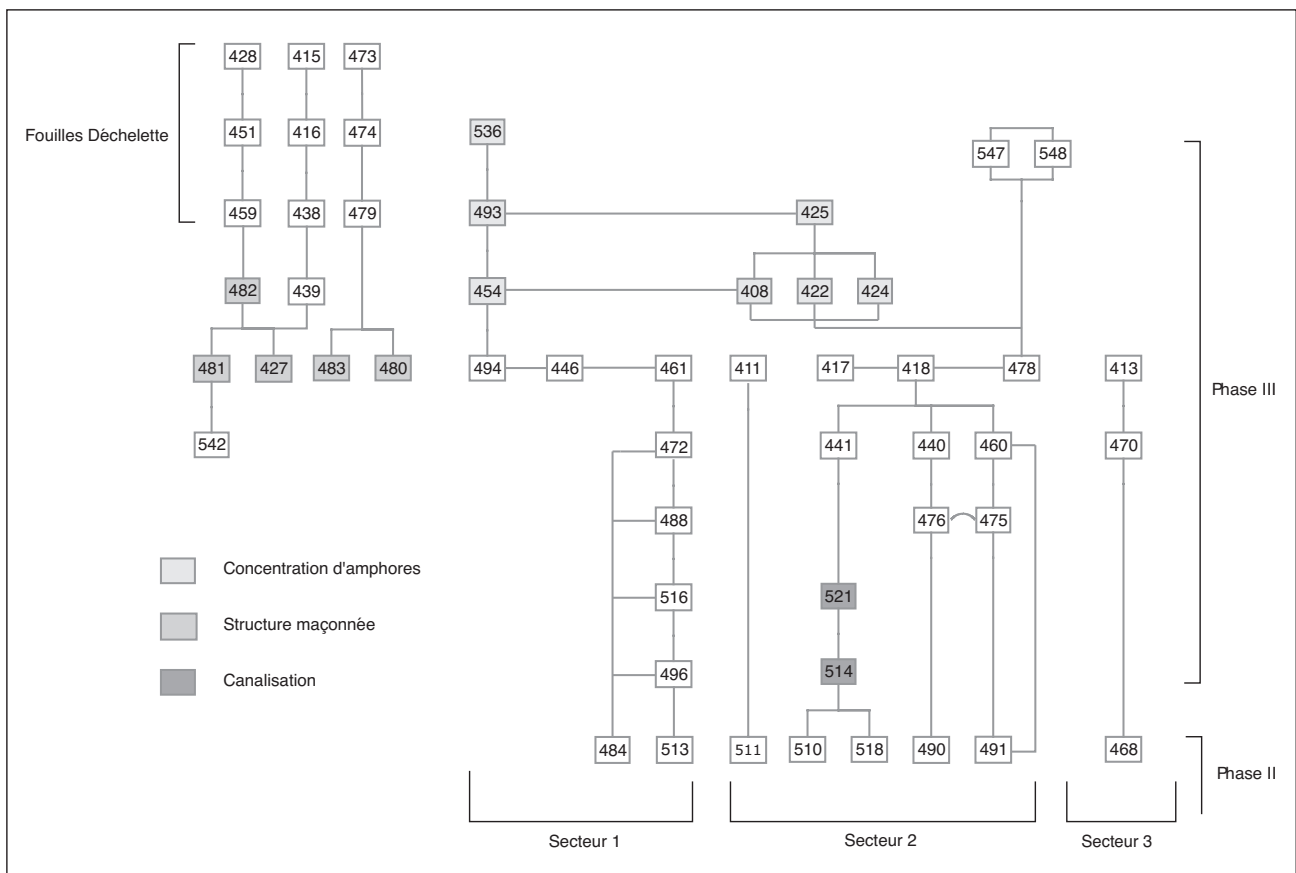 428 415 473
Fouilles Déchelette
451 416 474
536
547 548
459 438 479
493 425
482 439
454 408 422 424
481 427 483 480
494 446 461 411 417 418 478 413
Phase III
542
472 441 440 460 470
488 476 475
Concentration d'amphores
516 521
Structure maçonnée
496 514
Canalisation
484 513 511 510 518 490 491 468
Phase II
Secteur 1 Secteur 2 Secteur 3